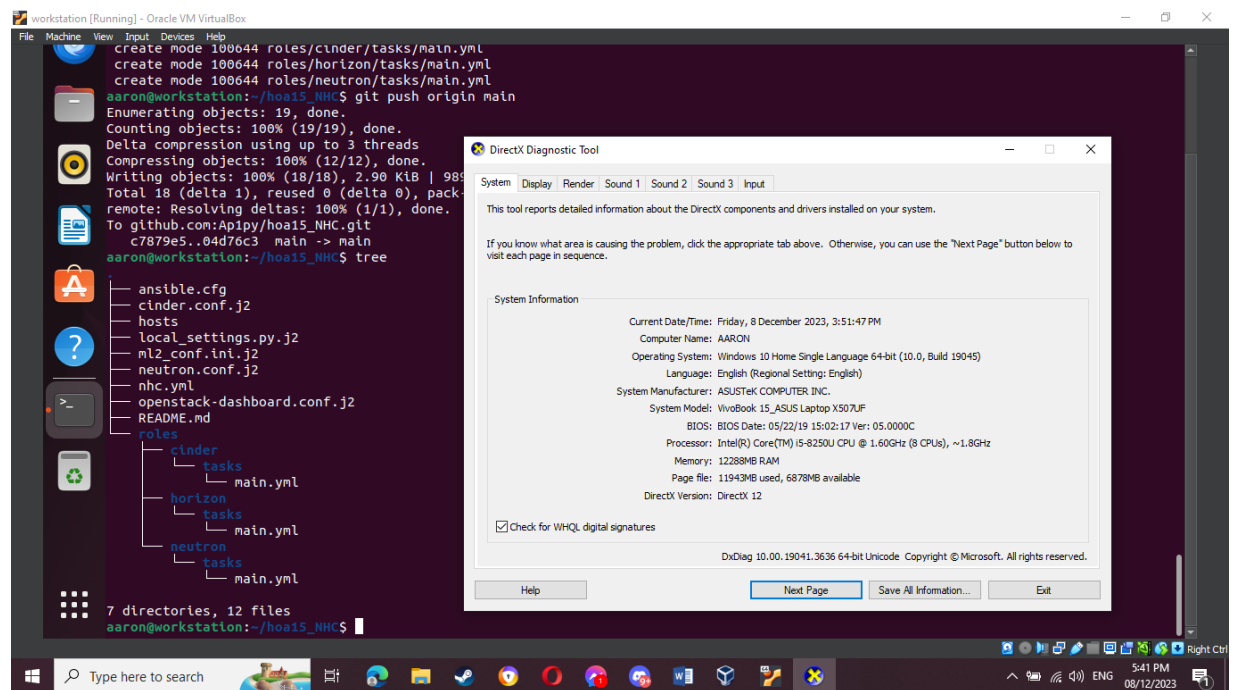 workstation [Running] - Oracle VM VirtualBox
File Machine View Input Devices Help
create mode 100644 roles/cinder/tasks/main.yml
create mode 100644 roles/horizon/tasks/main.yml
create mode 100644 roles/neutron/tasks/main.yml
aaron@workstation:~/hoa15_NHC$ git push origin main
Enumerating objects: 19, done.
Counting objects: 100% (19/19), done.
Delta compression using up to 3 threads
Compressing objects: 100% (12/12), done.
Writing objects: 100% (18/18), 2.90 KiB | 989
Total 18 (delta 1), reused 0 (delta 0), pack-
remote: Resolving deltas: 100% (1/1), done.
To github.com:Ap1py/hoa15_NHC.git
c7879e5..04d76c3 main -> main
aaron@workstation:~/hoa15_NHC$ tree
.
├── ansible.cfg
├── cinder.conf.j2
├── hosts
├── local_settings.py.j2
├── ml2_conf.ini.j2
├── neutron.conf.j2
├── nhc.yml
├── openstack-dashboard.conf.j2
├── README.md
└── roles
├── cinder
│   └── tasks
│       └── main.yml
├── horizon
│   └── tasks
│       └── main.yml
└── neutron
└── tasks
└── main.yml
7 directories, 12 files
aaron@workstation:~/hoa15_NHC$
DirectX Diagnostic Tool
System Display Render Sound 1 Sound 2 Sound 3 Input
This tool reports detailed information about the DirectX components and drivers installed on your system.
If you know what area is causing the problem, click the appropriate tab above. Otherwise, you can use the "Next Page" button below to
visit each page in sequence.
System Information
Current Date/Time: Friday, 8 December 2023, 3:51:47 PM
Computer Name: AARON
Operating System: Windows 10 Home Single Language 64-bit (10.0, Build 19045)
Language: English (Regional Setting: English)
System Manufacturer: ASUSTeK COMPUTER INC.
System Model: VivoBook 15_ASUS Laptop X507UF
BIOS: BIOS Date: 05/22/19 15:02:17 Ver: 05.0000C
Processor: Intel(R) Core(TM) i5-8250U CPU @ 1.60GHz (8 CPUs), ~1.8GHz
Memory: 12288MB RAM
Page file: 11943MB used, 6878MB available
DirectX Version: DirectX 12
Check for WHQL digital signatures
DxDiag 10.00.19041.3636 64-bit Unicode Copyright © Microsoft. All rights reserved.
Help Next Page Save All Information... Exit
Right Ctrl
Type here to search
ENG
5:41 PM
08/12/2023